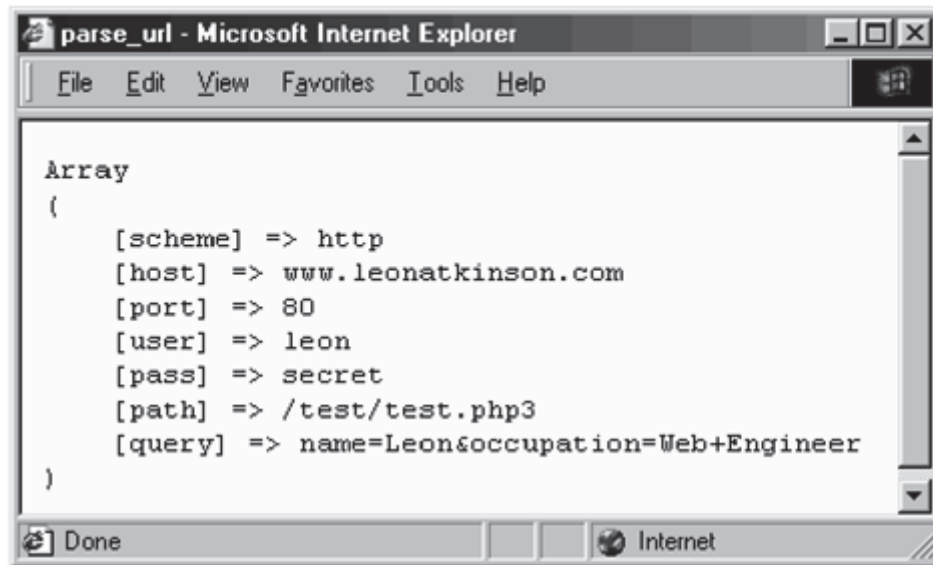 parse_url - Microsoft Internet Explorer
File Edit View Favorites Tools Help
Array
(
[scheme] => http
[host] => www.leonatkinson.com
[port] => 80
[user] => leon
[pass] => secret
[path] => /test/test.php3
[query] => name=Leon&occupation=Web+Engineer
)
Done Internet